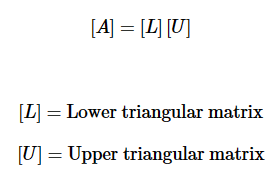 [A] = [L] [U]
[L] = Lower triangular matrix
[U] = Upper triangular matrix